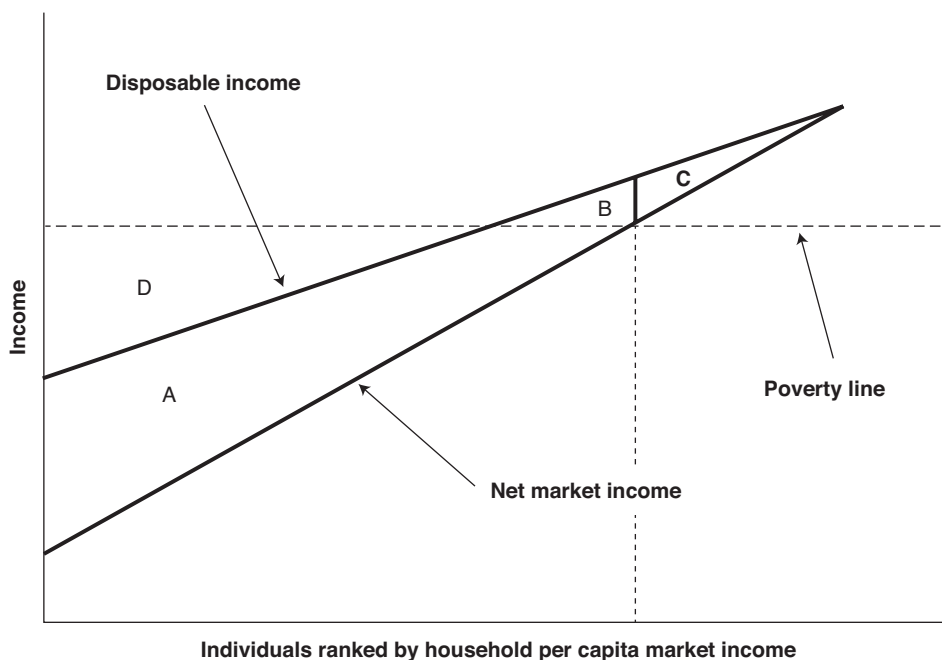 Disposable income
C
B
D
Income
A
Poverty line
Net market income
Individuals ranked by household per capita market income